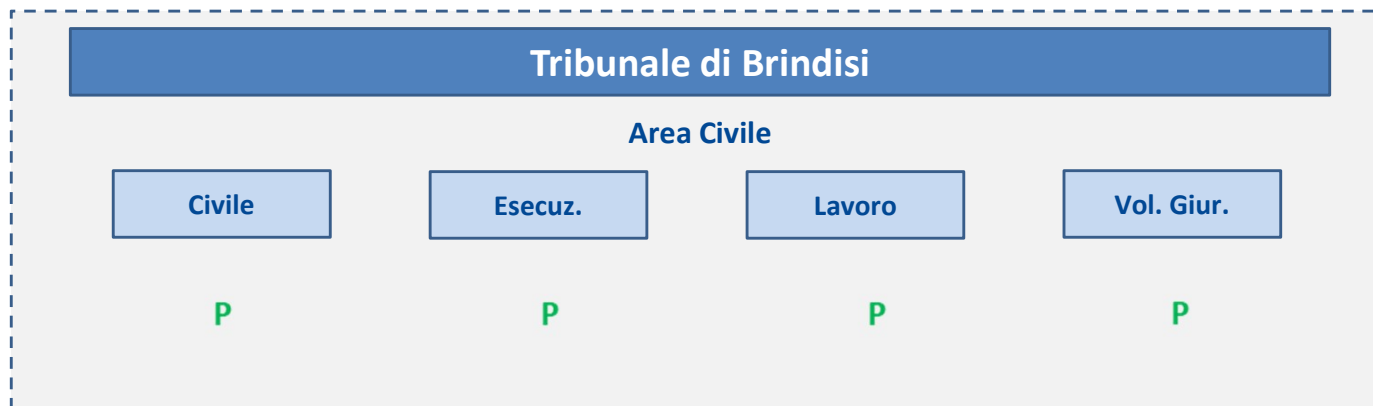 Tribunale di Brindisi
Area Civile
Civile Esecuz. Lavoro Vol. Giur.
P P P P